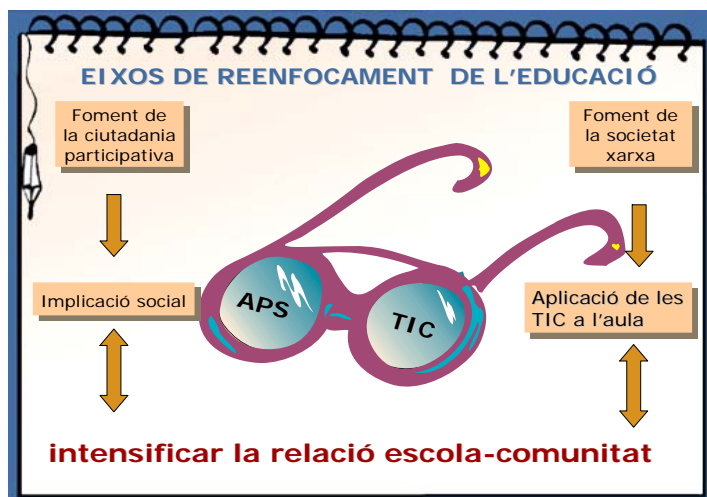 EIXOS DE REENFOCAMENT DE L'EDUCACIÓ
Foment de
la ciutadania
participativa
Foment de
la societat
xarxa
Implicació social
APS
TIC
Aplicació de les
TIC a l'aula
intensificar la relació escola-comunitat